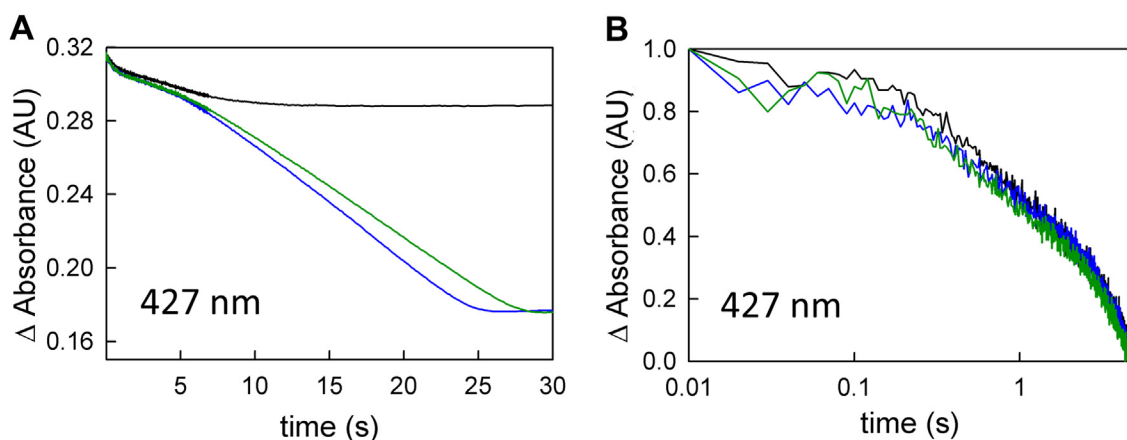 A
0.32
0.28
0.24
0.20
0.16
Δ Absorbance (AU)
427 nm
5 10 15 20 25 30
time (s)
B
1.0
0.8
0.6
0.4
0.2
0.0
Δ Absorbance (AU)
427 nm
0.01 0.1 1
time (s)